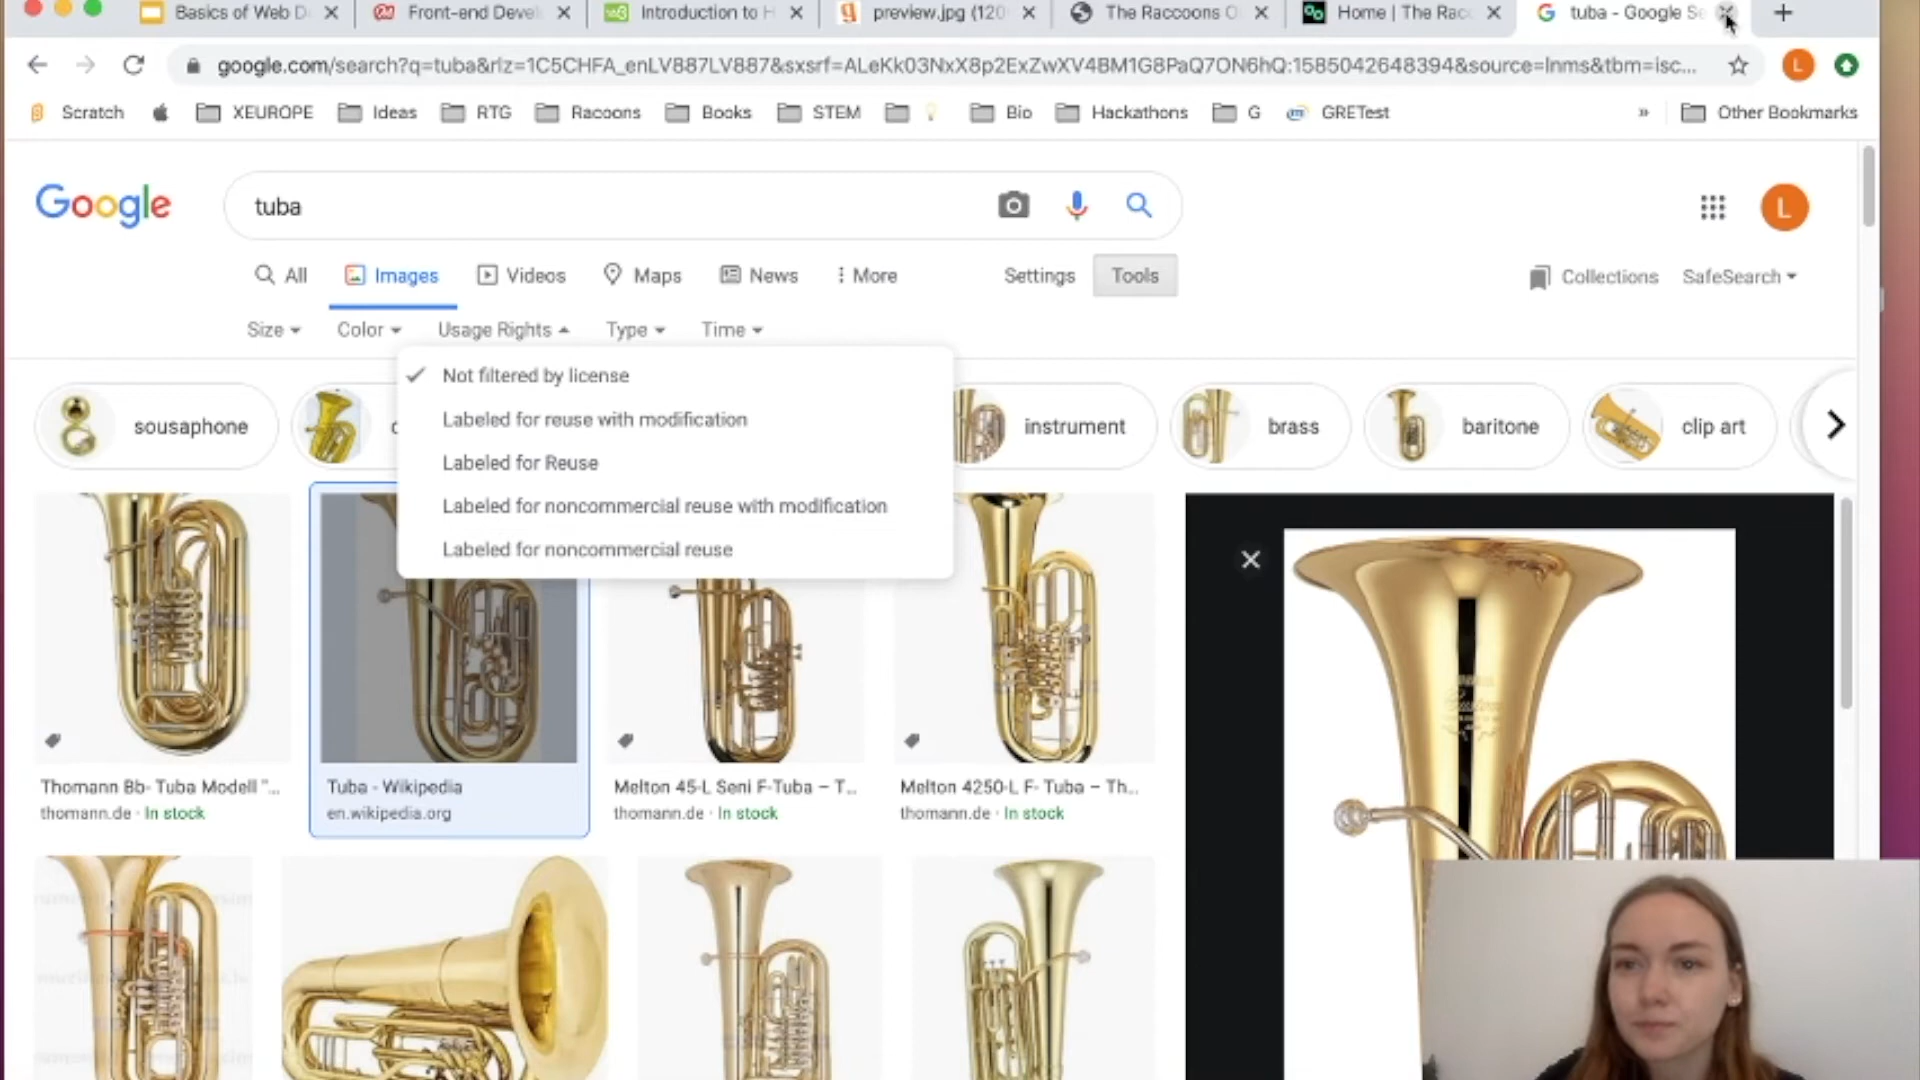 Basics of Web D
Front-end Deve
Introduction to H
preview.jpg (120
The Raccoons O
Home | The Rac
tuba - Google Se
google.com/search?q=tuba&rlz=1C5CHFA_enLV887LV887&sxsrf=ALeKk03NxX8p2ExZwXV4BM1G8PaQ7ON6hQ:1585042648394&source=lnms&tbm=isc...
L
Scratch
XEUROPE
Ideas
RTG
Racoons
Books
STEM
Bio
Hackathons
G
GRETest
»
Other Bookmarks
Google
tuba
L
All
Images
Videos
Maps
News
More
Settings
Tools
Collections
SafeSearch
Size
Color
Usage Rights
Type
Time
Not filtered by license
Labeled for reuse with modification
Labeled for Reuse
Labeled for noncommercial reuse with modification
Labeled for noncommercial reuse
sousaphone
instrument
brass
baritone
clip art
Thomann Bb- Tuba Modell "...
thomann.de · In stock
Tuba - Wikipedia
en.wikipedia.org
Melton 45-L Seni F-Tuba – T...
thomann.de · In stock
Melton 4250-L F- Tuba – Th...
thomann.de · In stock